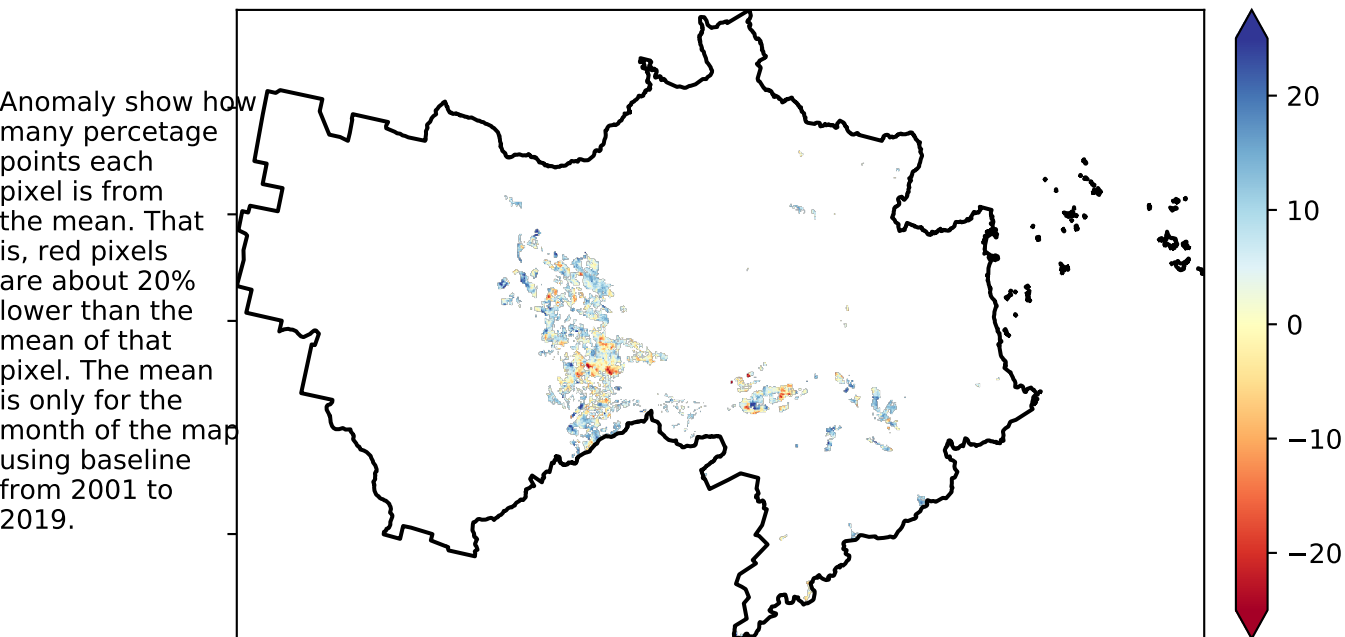 Anomaly show how
many percetage
points each
pixel is from
the mean. That
is, red pixels
are about 20%
lower than the
mean of that
pixel. The mean
is only for the
month of the map
using baseline
from 2001 to
2019.
20
10
0
−10
−20